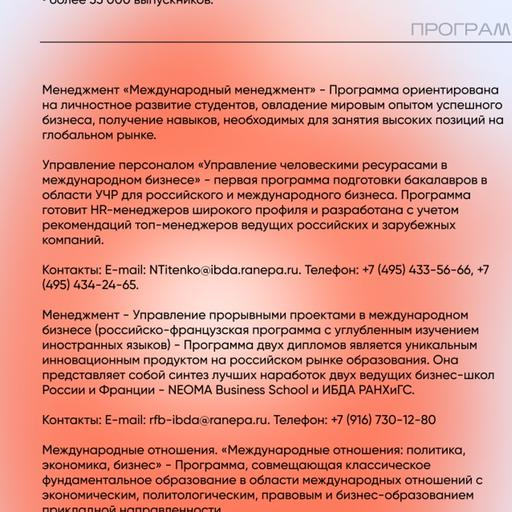 - более 35 000 выпускников.
ПРОГРАМ
Менеджмент «Международный менеджмент» - Программа ориентирована
на личностное развитие студентов, овладение мировым опытом успешного
бизнеса, получение навыков, необходимых для занятия высоких позиций на
глобальном рынке.
Управление персоналом «Управление человеческими ресурсами в
международном бизнесе» - первая программа подготовки бакалавров в
области УЧР для российского и международного бизнеса. Программа
готовит HR-менеджеров широкого профиля и разработана с учетом
рекомендаций топ-менеджеров ведущих российских и зарубежных
компаний.
Контакты: E-mail: NTitenko@ibda.ranepa.ru. Телефон: +7 (495) 433-56-66, +7
(495) 434-24-65.
Менеджмент - Управление прорывными проектами в международном
бизнесе (российско-французская программа с углубленным изучением
иностранных языков) - Программа двух дипломов является уникальным
инновационным продуктом на российском рынке образования. Она
представляет собой синтез лучших наработок двух ведущих бизнес-школ
России и Франции - NEOMA Business School и ИБДА РАНХиГС.
Контакты: E-mail: rfb-ibda@ranepa.ru. Телефон: +7 (916) 730-12-80
Международные отношения. «Международные отношения: политика,
экономика, бизнес» - Программа, совмещающая классическое
фундаментальное образование в области международных отношений с
экономическим, политологическим, правовым и бизнес-образованием
прикладной направленности